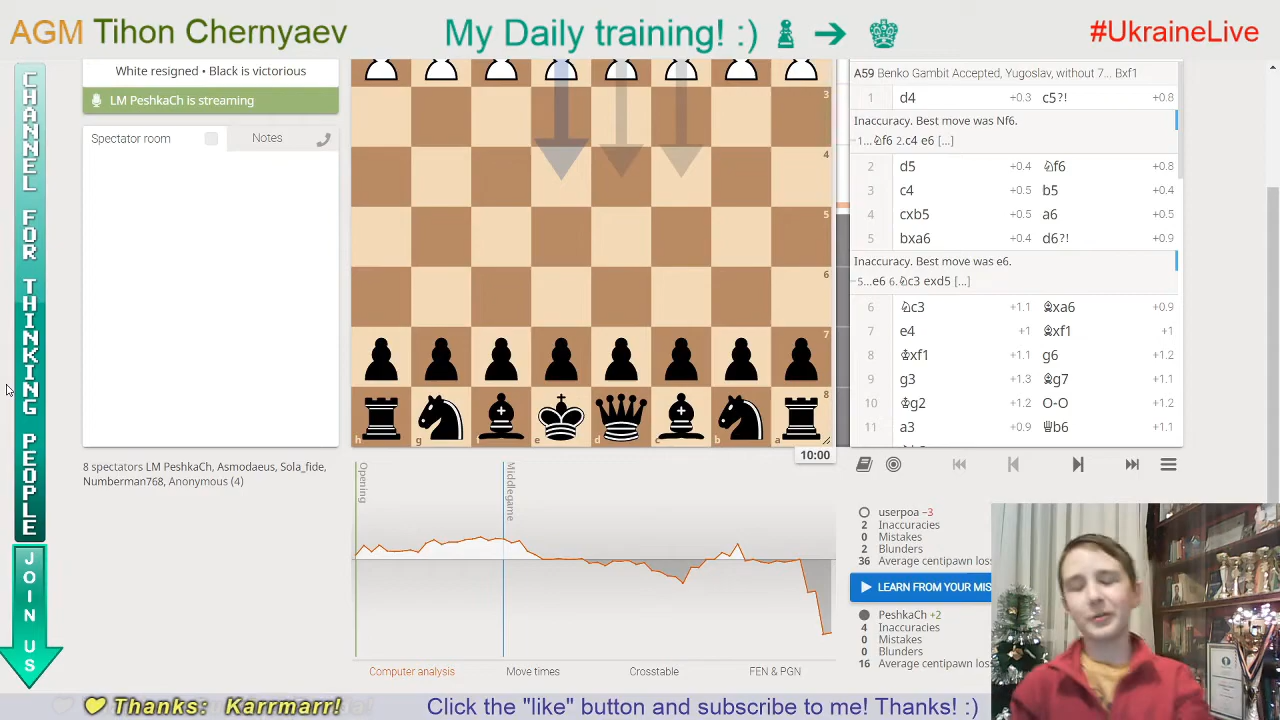 AGM Tihon Chernyaev
My Daily training! :)
#UkraineLive
CHANNEL FOR THINKING PEOPLE
JOIN US
White resigned • Black is victorious
LM PeshkaCh is streaming
Spectator room
Notes
8 spectators LM PeshkaCh, Asmodaeus, Sola_fide,
Numberman768, Anonymous (4)
3
4
5
6
7
8
h g f e d c b a
10:00
A59 Benko Gambit Accepted, Yugoslav, without 7... Bxf1
1 d4 +0.3 c5?! +0.8
Inaccuracy. Best move was Nf6.
1...♘f6 2.c4 e6 [...]
2 d5 +0.4 ♘f6 +0.8
3 c4 +0.5 b5 +0.4
4 cxb5 +0.5 a6 +0.5
5 bxa6 +0.4 d6?! +0.9
Inaccuracy. Best move was e6.
5...e6 6.♘c3 exd5 [...]
6 ♘c3 +1.1 ♗xa6 +0.9
7 e4 +1 ♗xf1 +1
8 ♔xf1 +1.1 g6 +1.2
9 g3 +1.3 ♗g7 +1.1
10 ♔g2 +1.2 O-O +1.2
11 a3 +0.9 ♕b6 +1.1
Opening
Middlegame
Computer analysis
Move times
Crosstable
FEN & PGN
userpoa −3
2 Inaccuracies
0 Mistakes
2 Blunders
36 Average centipawn loss
LEARN FROM YOUR MIS
PeshkaCh +2
4 Inaccuracies
0 Mistakes
0 Blunders
16 Average centipawn loss
Thanks: Karrmarr!
Click the "like" button and subscribe to me! Thanks! :)